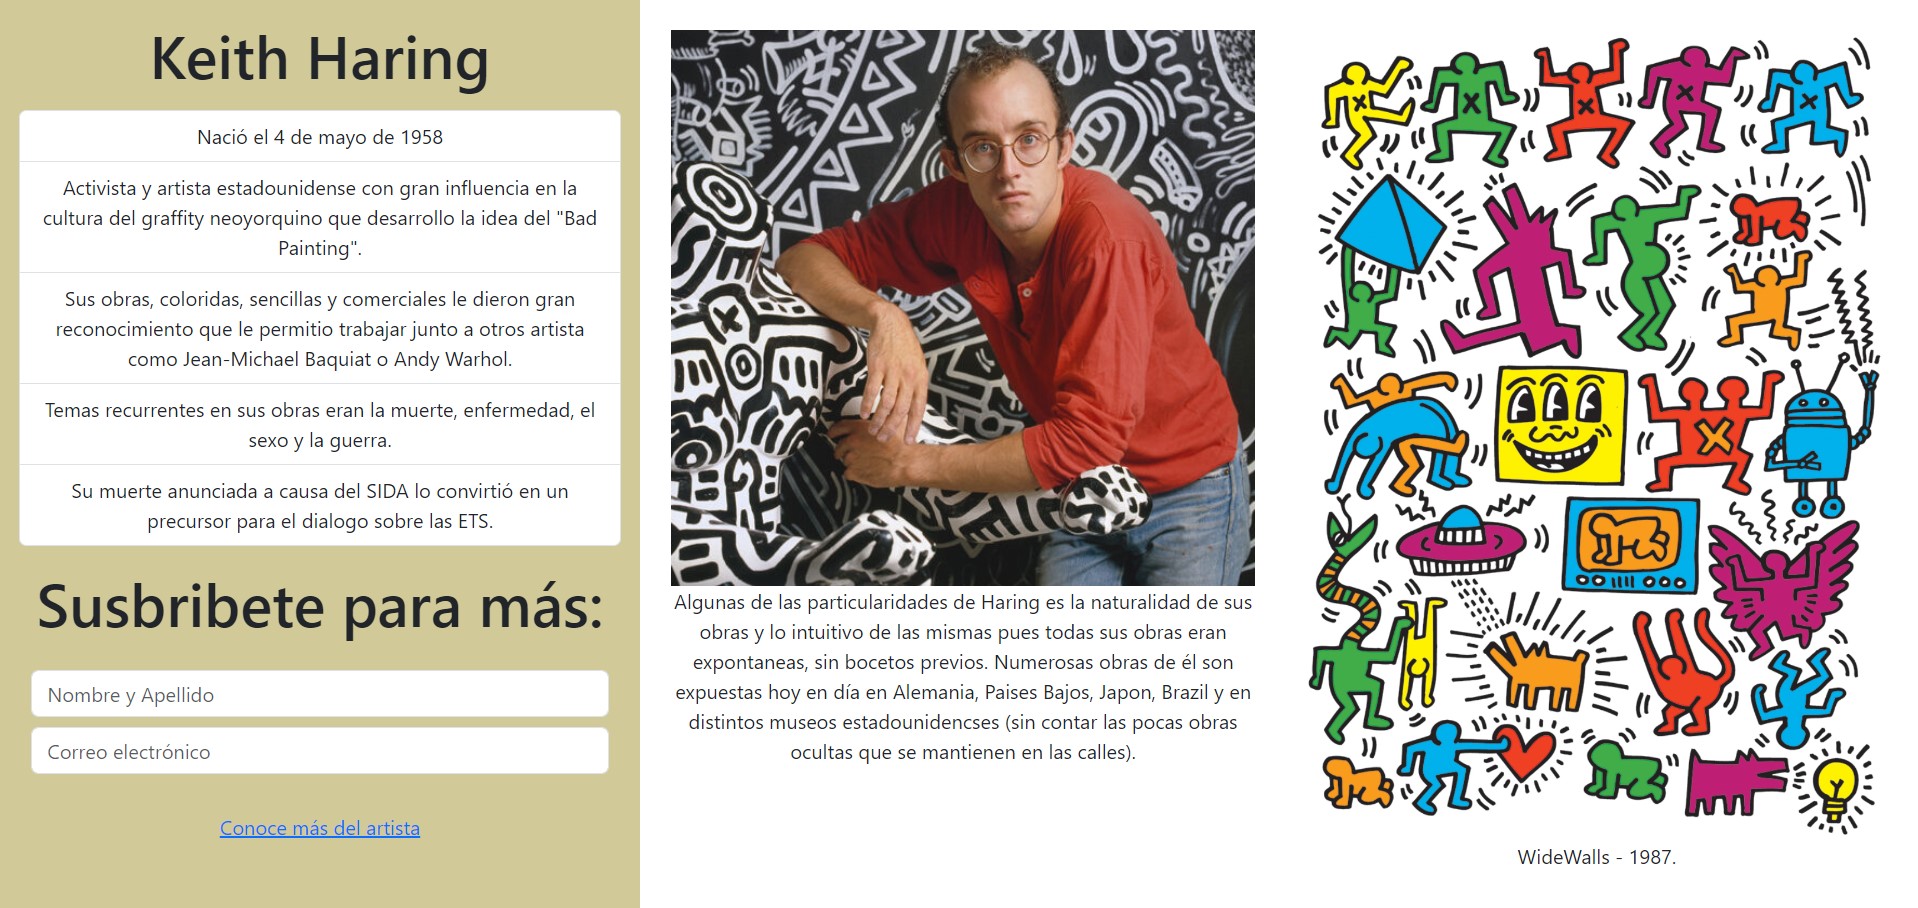 Keith Haring
Nació el 4 de mayo de 1958
Activista y artista estadounidense con gran influencia en la
cultura del graffity neoyorquino que desarrollo la idea del "Bad
Painting".
Sus obras, coloridas, sencillas y comerciales le dieron gran
reconocimiento que le permitio trabajar junto a otros artista
como Jean-Michael Baquiat o Andy Warhol.
Temas recurrentes en sus obras eran la muerte, enfermedad, el
sexo y la guerra.
Su muerte anunciada a causa del SIDA lo convirtió en un
precursor para el dialogo sobre las ETS.
Susbribete para más:
Nombre y Apellido
Correo electrónico
Conoce más del artista
Algunas de las particularidades de Haring es la naturalidad de sus
obras y lo intuitivo de las mismas pues todas sus obras eran
expontaneas, sin bocetos previos. Numerosas obras de él son
expuestas hoy en día en Alemania, Paises Bajos, Japon, Brazil y en
distintos museos estadounidencses (sin contar las pocas obras
ocultas que se mantienen en las calles).
WideWalls - 1987.